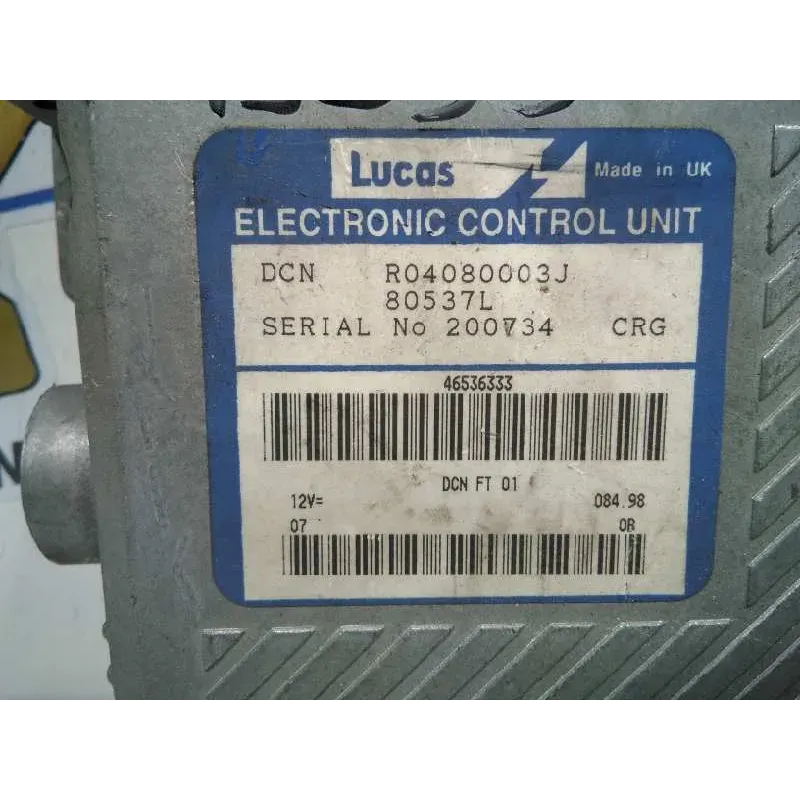 Lucas Made in UK
ELECTRONIC CONTROL UNIT
DCN R04080003J
80537L
SERIAL No 200734 CRG
46536333
DCN FT 01
12V= 084.98
07 0R